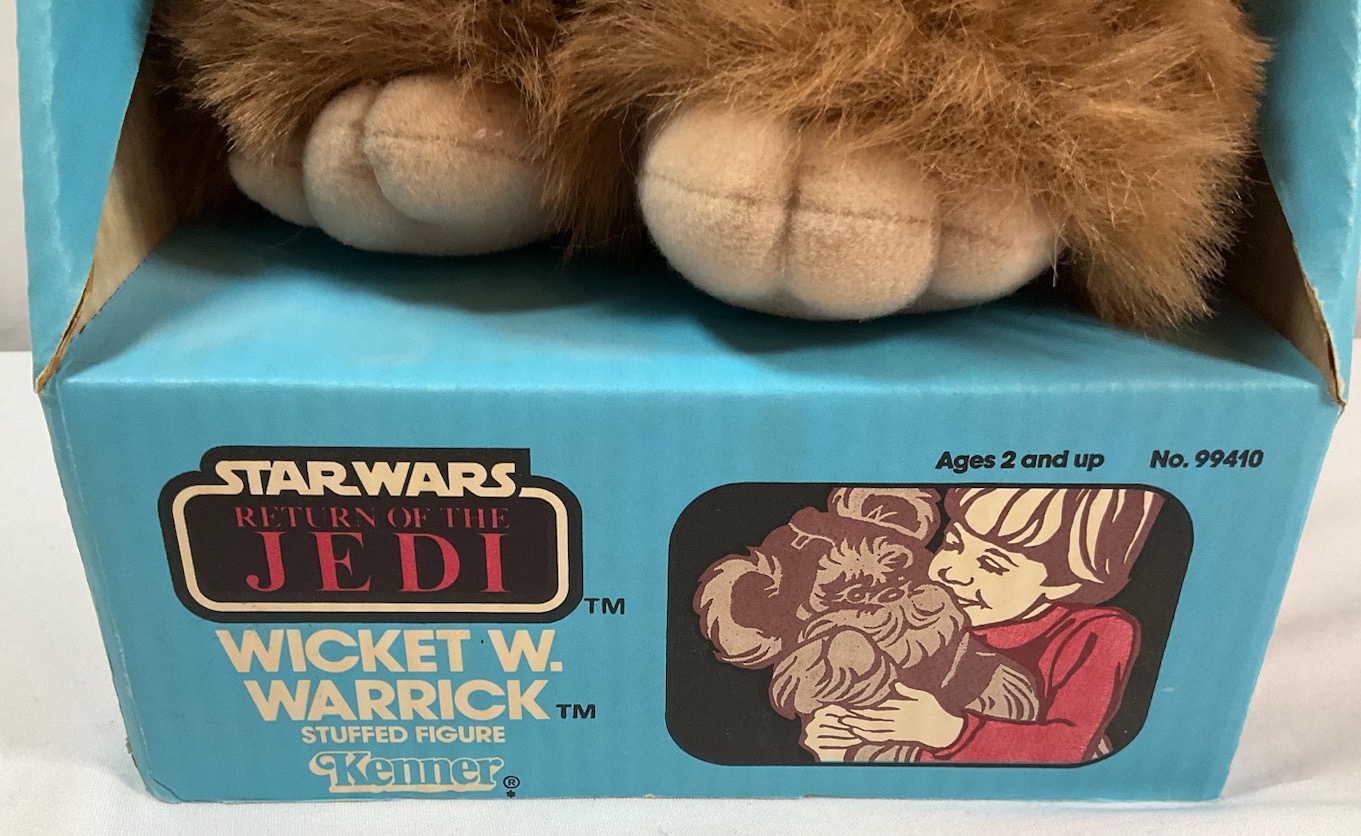 STAR WARS
RETURN OF THE
JEDI
TM
WICKET W.
WARRICK TM
STUFFED FIGURE
Kenner ®
*
Ages 2 and up No. 99410